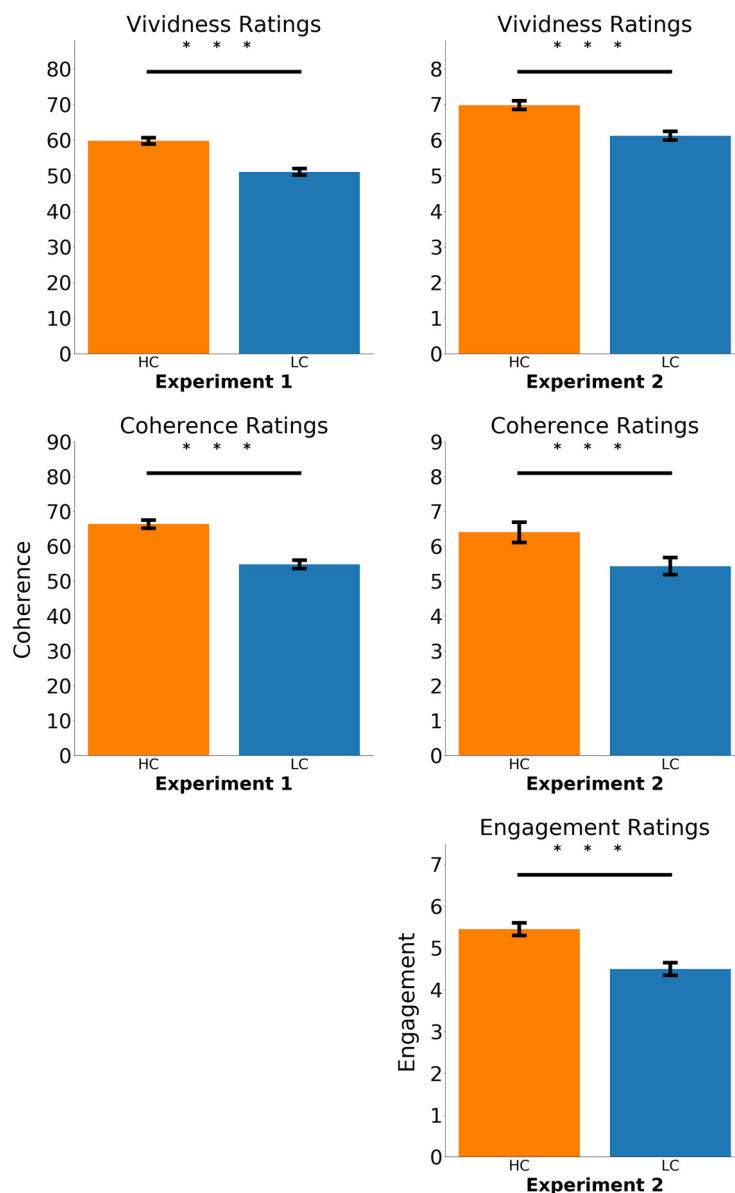 Vividness Ratings
* * *
80
70
60
50
40
30
20
10
0
HC LC
Experiment 1
Vividness Ratings
* * *
8
7
6
5
4
3
2
1
0
HC LC
Experiment 2
Coherence Ratings
* * *
Coherence
90
80
70
60
50
40
30
20
10
0
HC LC
Experiment 1
Coherence Ratings
* * *
9
8
7
6
5
4
3
2
1
0
HC LC
Experiment 2
Engagement Ratings
* * *
Engagement
7
6
5
4
3
2
1
0
HC LC
Experiment 2